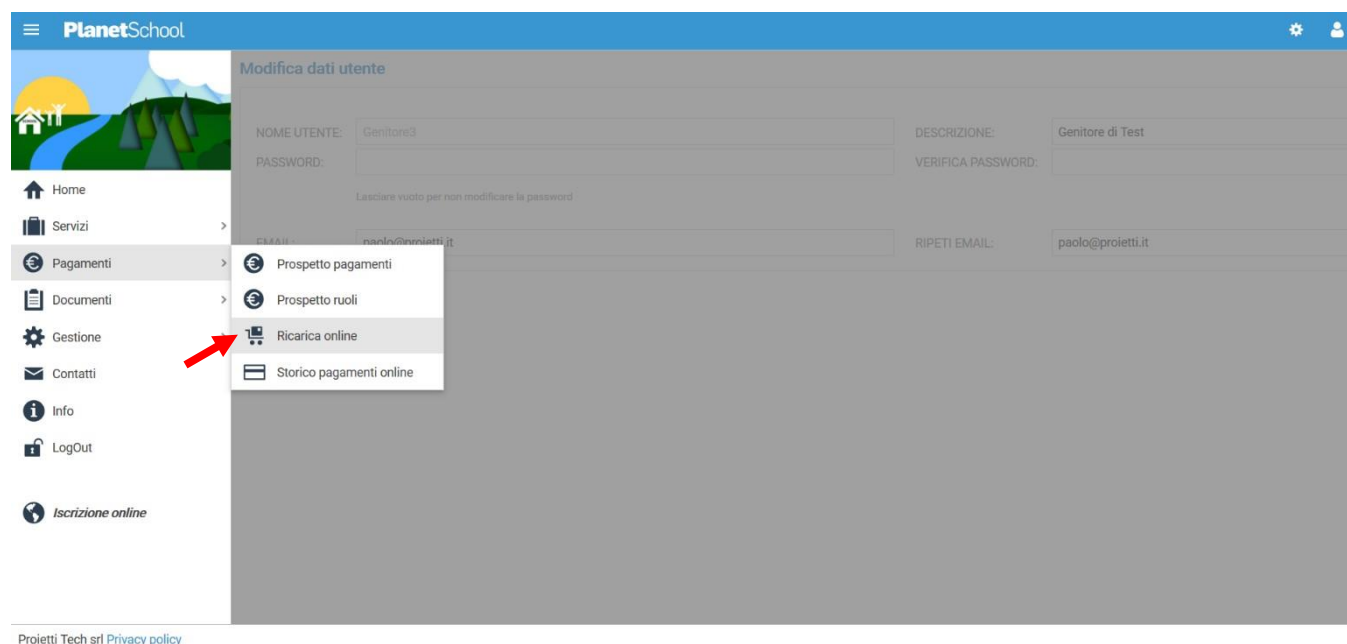 PlanetSchool
Modifica dati utente
NOME UTENTE: Genitore3 DESCRIZIONE: Genitore di Test
PASSWORD: VERIFICA PASSWORD:
Lasciare vuoto per non modificare la password
EMAIL: paolo@proietti.it RIPETI EMAIL: paolo@proietti.it
Home
Servizi
Pagamenti
Documenti
Gestione
Contatti
Info
LogOut
Iscrizione online
Prospetto pagamenti
Prospetto ruoli
Ricarica online
Storico pagamenti online
Proietti Tech srl Privacy policy